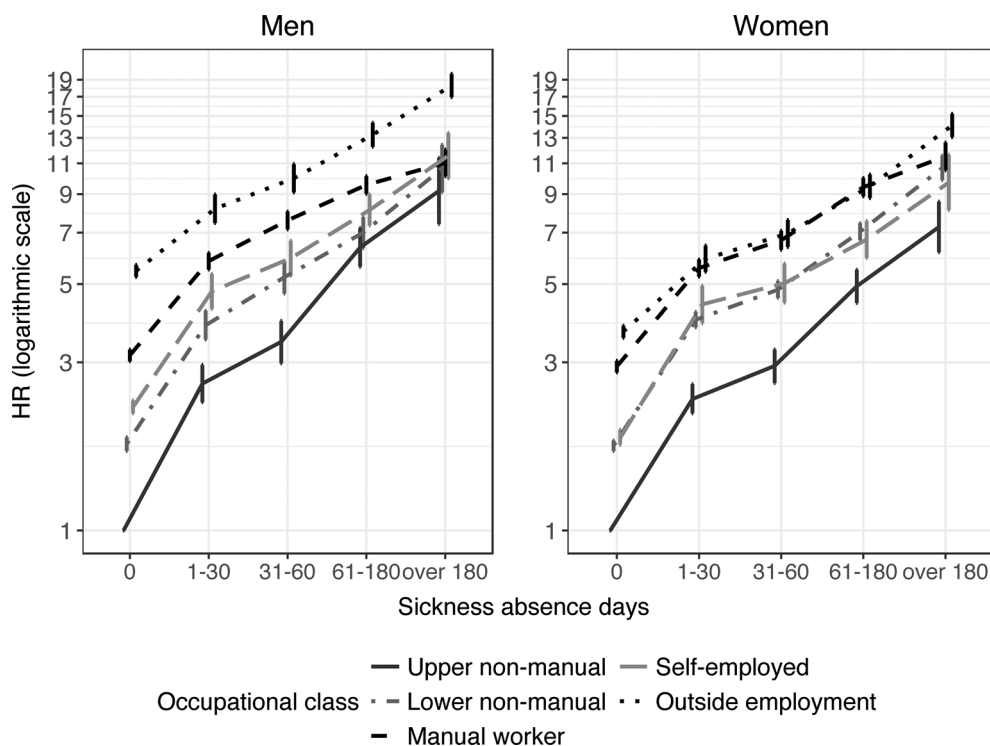 Men
Women
HR (logarithmic scale)
19
17
15
13
11
9
7
5
3
1
19
17
15
13
11
9
7
5
3
1
0 1-30 31-60 61-180 over 180
0 1-30 31-60 61-180 over 180
Sickness absence days
Occupational class
Upper non-manual
Lower non-manual
Manual worker
Self-employed
Outside employment